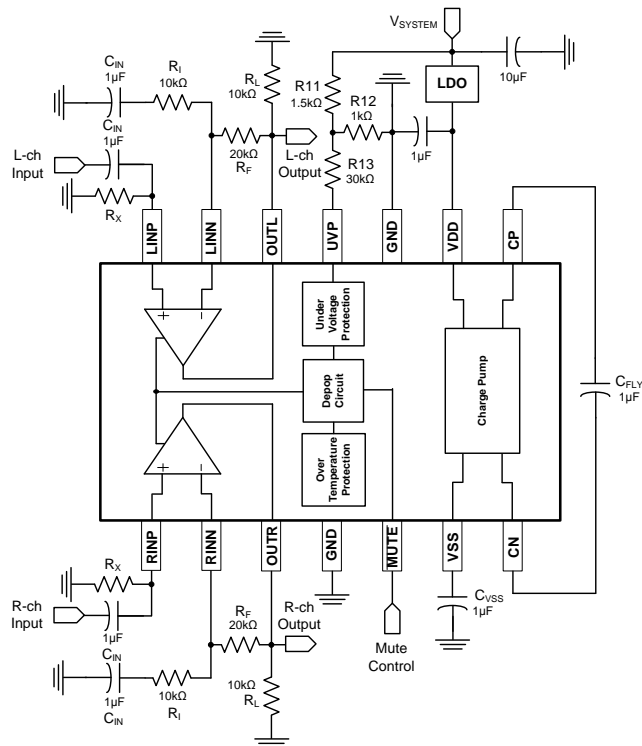 VSYSTEM
CIN
1µF
RI
10kΩ
RL
10kΩ
R11
1.5kΩ
R12
1kΩ
LDO
10µF
CIN
1µF
20kΩ
RF
L-ch
Output
R13
30kΩ
1µF
L-ch
Input
RX
LINP
LINN
OUTL
UVP
GND
VDD
CP
+
-
Under
Voltage
Protection
Depop
Circuit
Over
Temperature
Protection
Charge Pump
CFLY
1µF
+
-
RINP
RINN
OUTR
GND
MUTE
VSS
CN
RX
R-ch
Input
1µF
RF
20kΩ
R-ch
Output
CVSS
1µF
Mute
Control
CIN
1µF
CIN
10kΩ
RI
10kΩ
RL